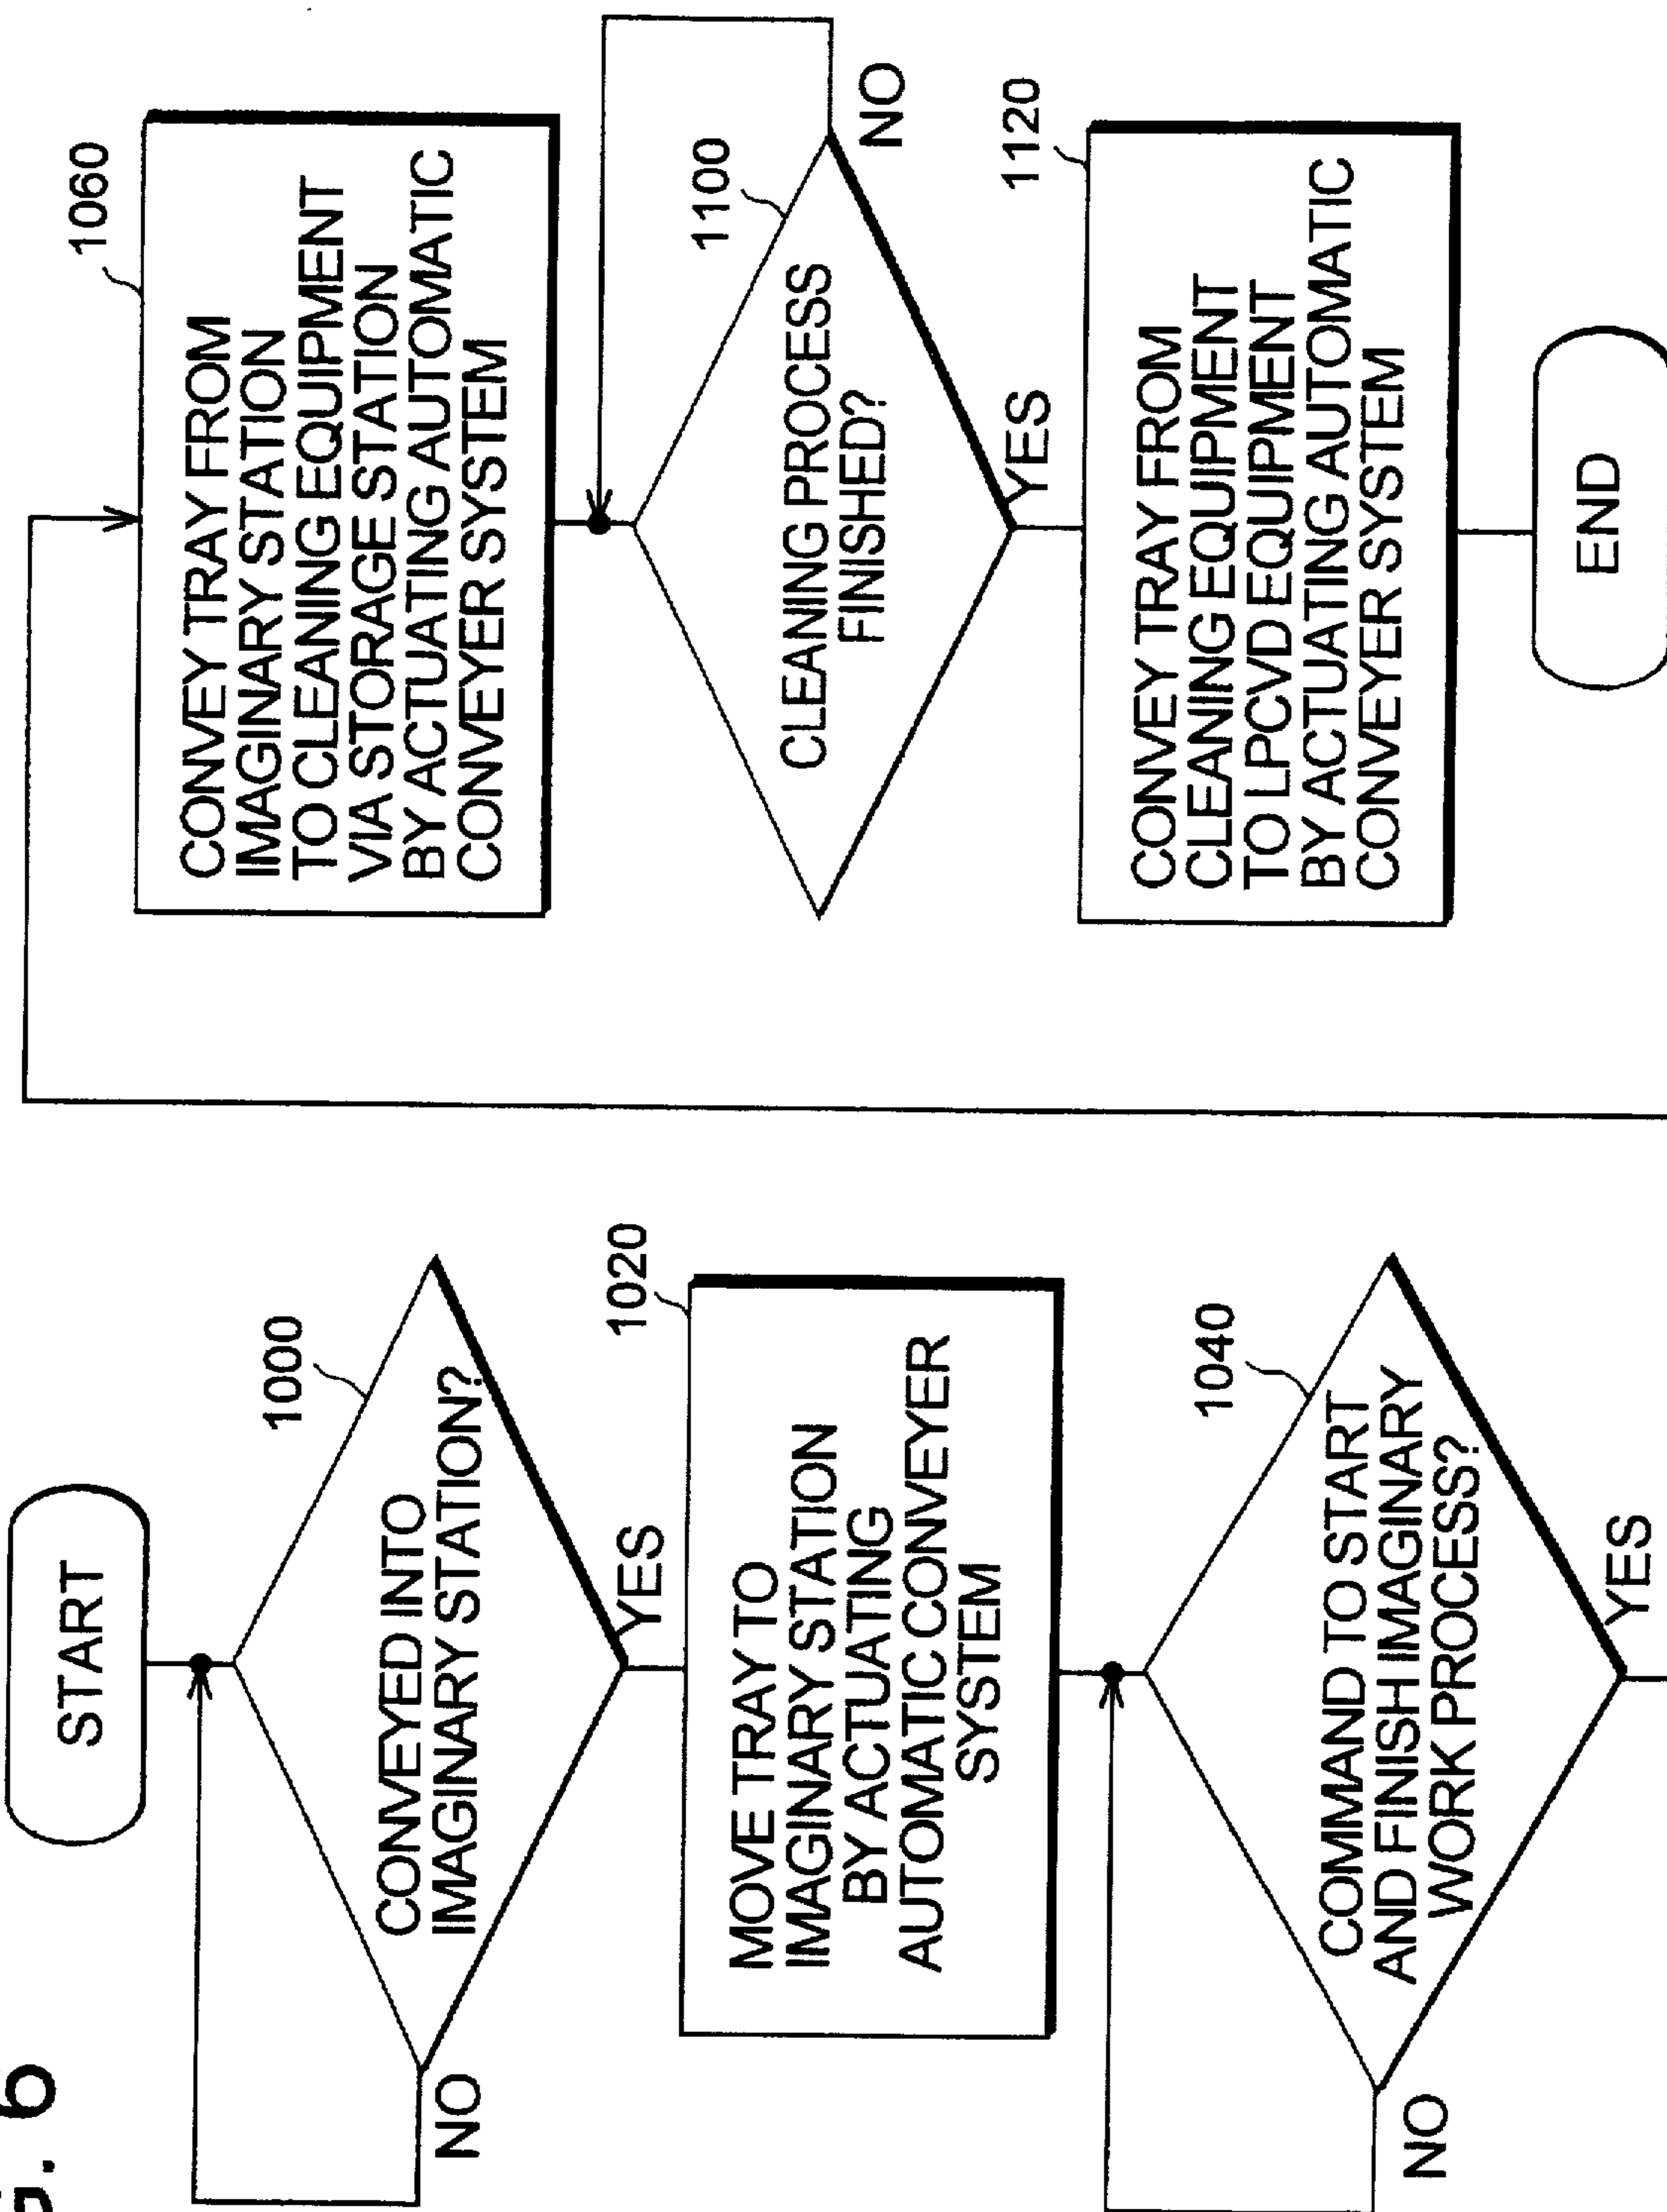 G. 6
START
1000
CONVEYED INTO
IMAGINARY STATION?
NO
YES
1020
MOVE TRAY TO
IMAGINARY STATION
BY ACTUATING
AUTOMATIC CONVEYER
SYSTEM
1040
COMMAND TO START
AND FINISH IMAGINARY
WORK PROCESS?
NO
YES
1060
CONVEY TRAY FROM
IMAGINARY STATION
TO CLEANING EQUIPMENT
VIA STORAGE STATION
BY ACTUATING AUTOMATIC
CONVEYER SYSTEM
1100
CLEANING PROCESS
FINISHED?
NO
YES
1120
CONVEY TRAY FROM
CLEANING EQUIPMENT
TO LPCVD EQUIPMENT
BY ACTUATING AUTOMATIC
CONVEYER SYSTEM
END